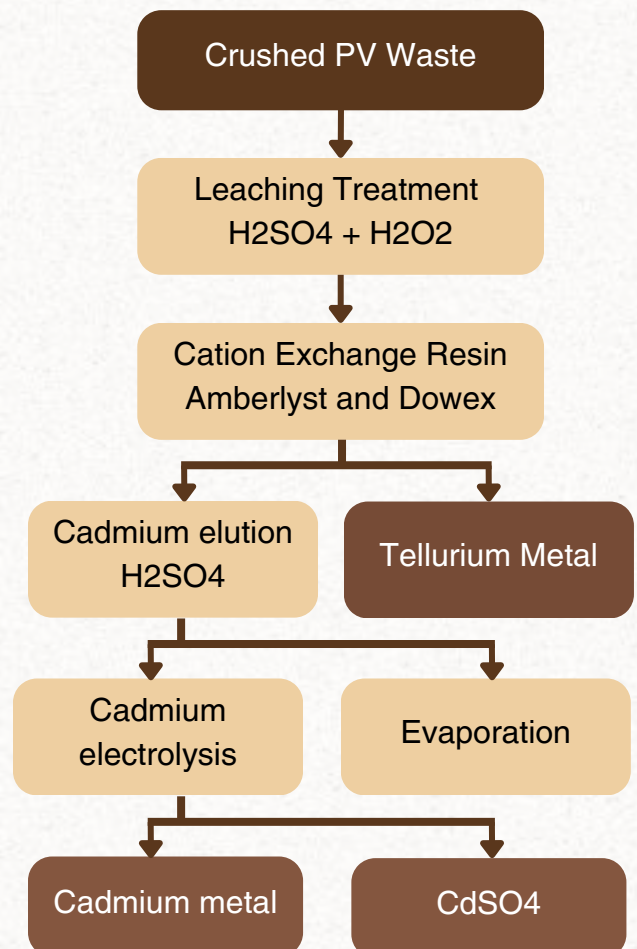 Crushed PV Waste
Leaching Treatment
H2SO4 + H2O2
Cation Exchange Resin
Amberlyst and Dowex
Cadmium elution
H2SO4
Tellurium Metal
Cadmium
electrolysis
Evaporation
Cadmium metal
CdSO4